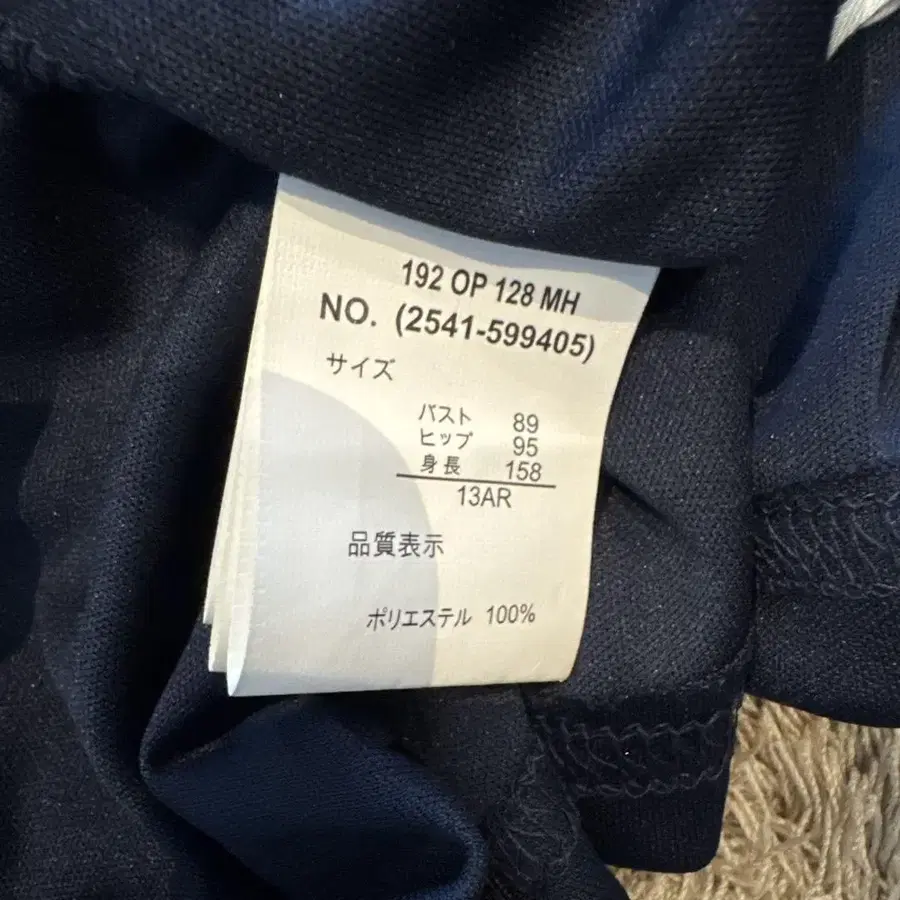 192 OP 128 MH
NO. (2541-599405)
サイズ
バスト 89
ヒップ 95
身長 158
13AR
品質表示
ポリエステル 100%